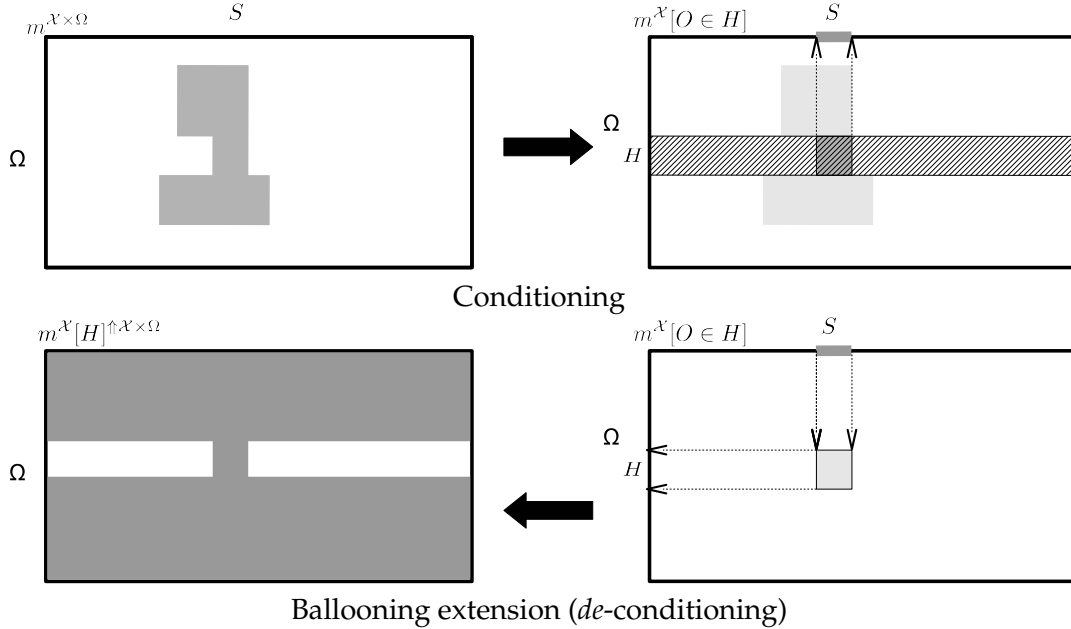 m^{𝒳×Ω}
S
Ω
m^𝒳[O ∈ H]
S
Ω
H
Conditioning
m^𝒳[H]^{⇑𝒳×Ω}
Ω
m^𝒳[O ∈ H]
S
Ω
H
Ballooning extension (de-conditioning)